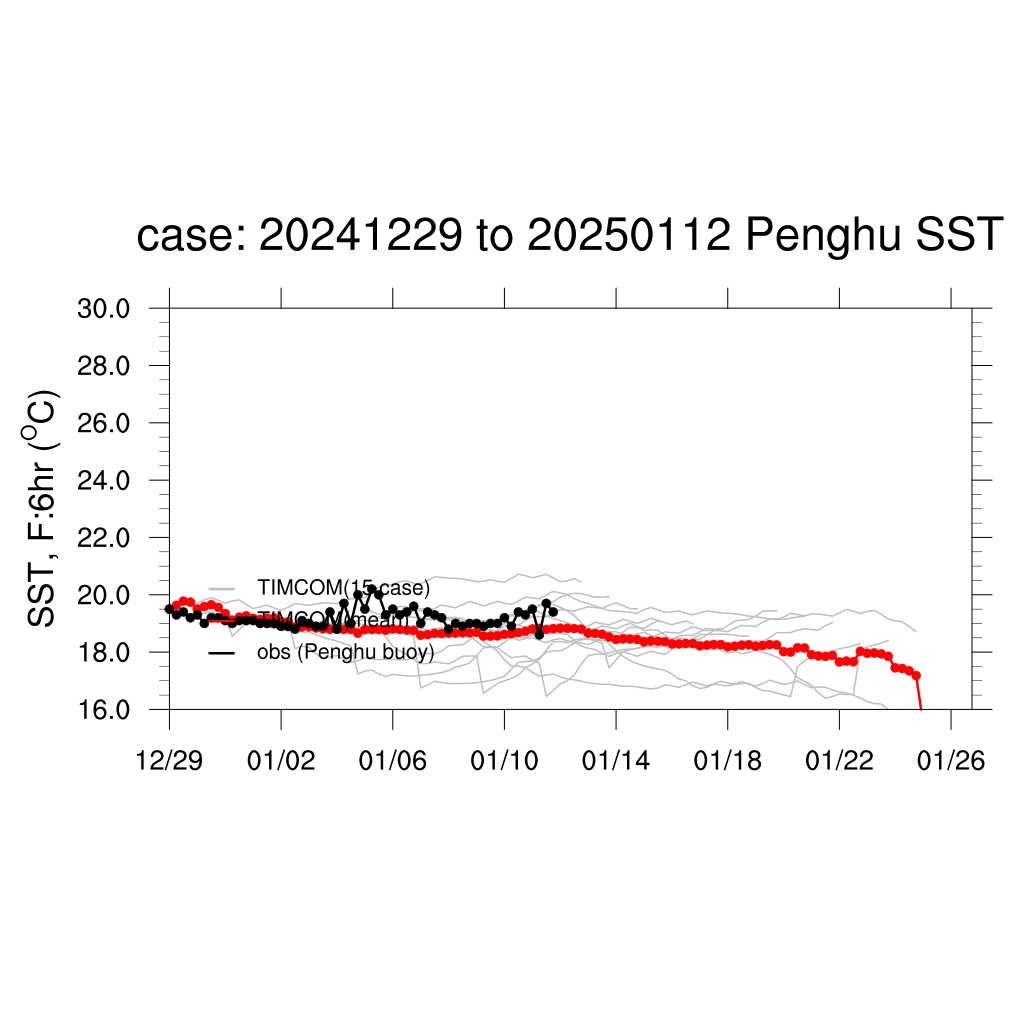 case: 20241229 to 20250112 Penghu SST
SST, F:6hr (°C)
30.0
28.0
26.0
24.0
22.0
20.0
18.0
16.0
TIMCOM(15 case)
TIMCOM(mean)
obs (Penghu buoy)
12/29 01/02 01/06 01/10 01/14 01/18 01/22 01/26